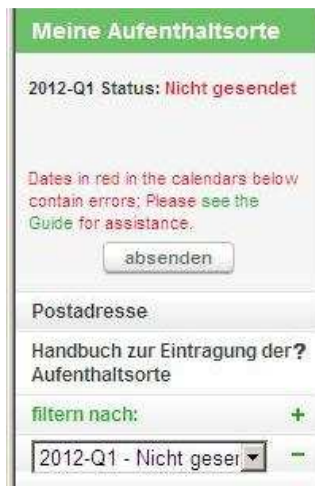 Meine Aufenthaltsorte
2012-Q1 Status: Nicht gesendet
Dates in red in the calendars below
contain errors; Please see the
Guide for assistance.
absenden
Postadresse
Handbuch zur Eintragung der?
Aufenthaltsorte
filtern nach: +
2012-Q1 - Nicht geser −